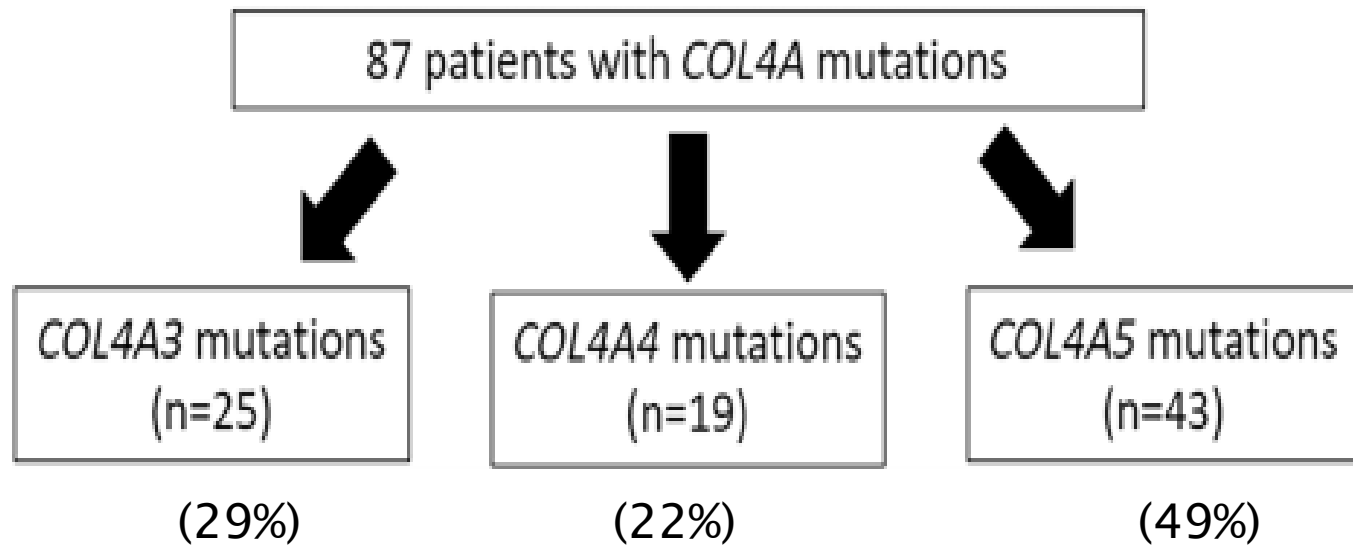 87 patients with COL4A mutations
COL4A3 mutations
(n=25)
COL4A4 mutations
(n=19)
COL4A5 mutations
(n=43)
(29%)
(22%)
(49%)